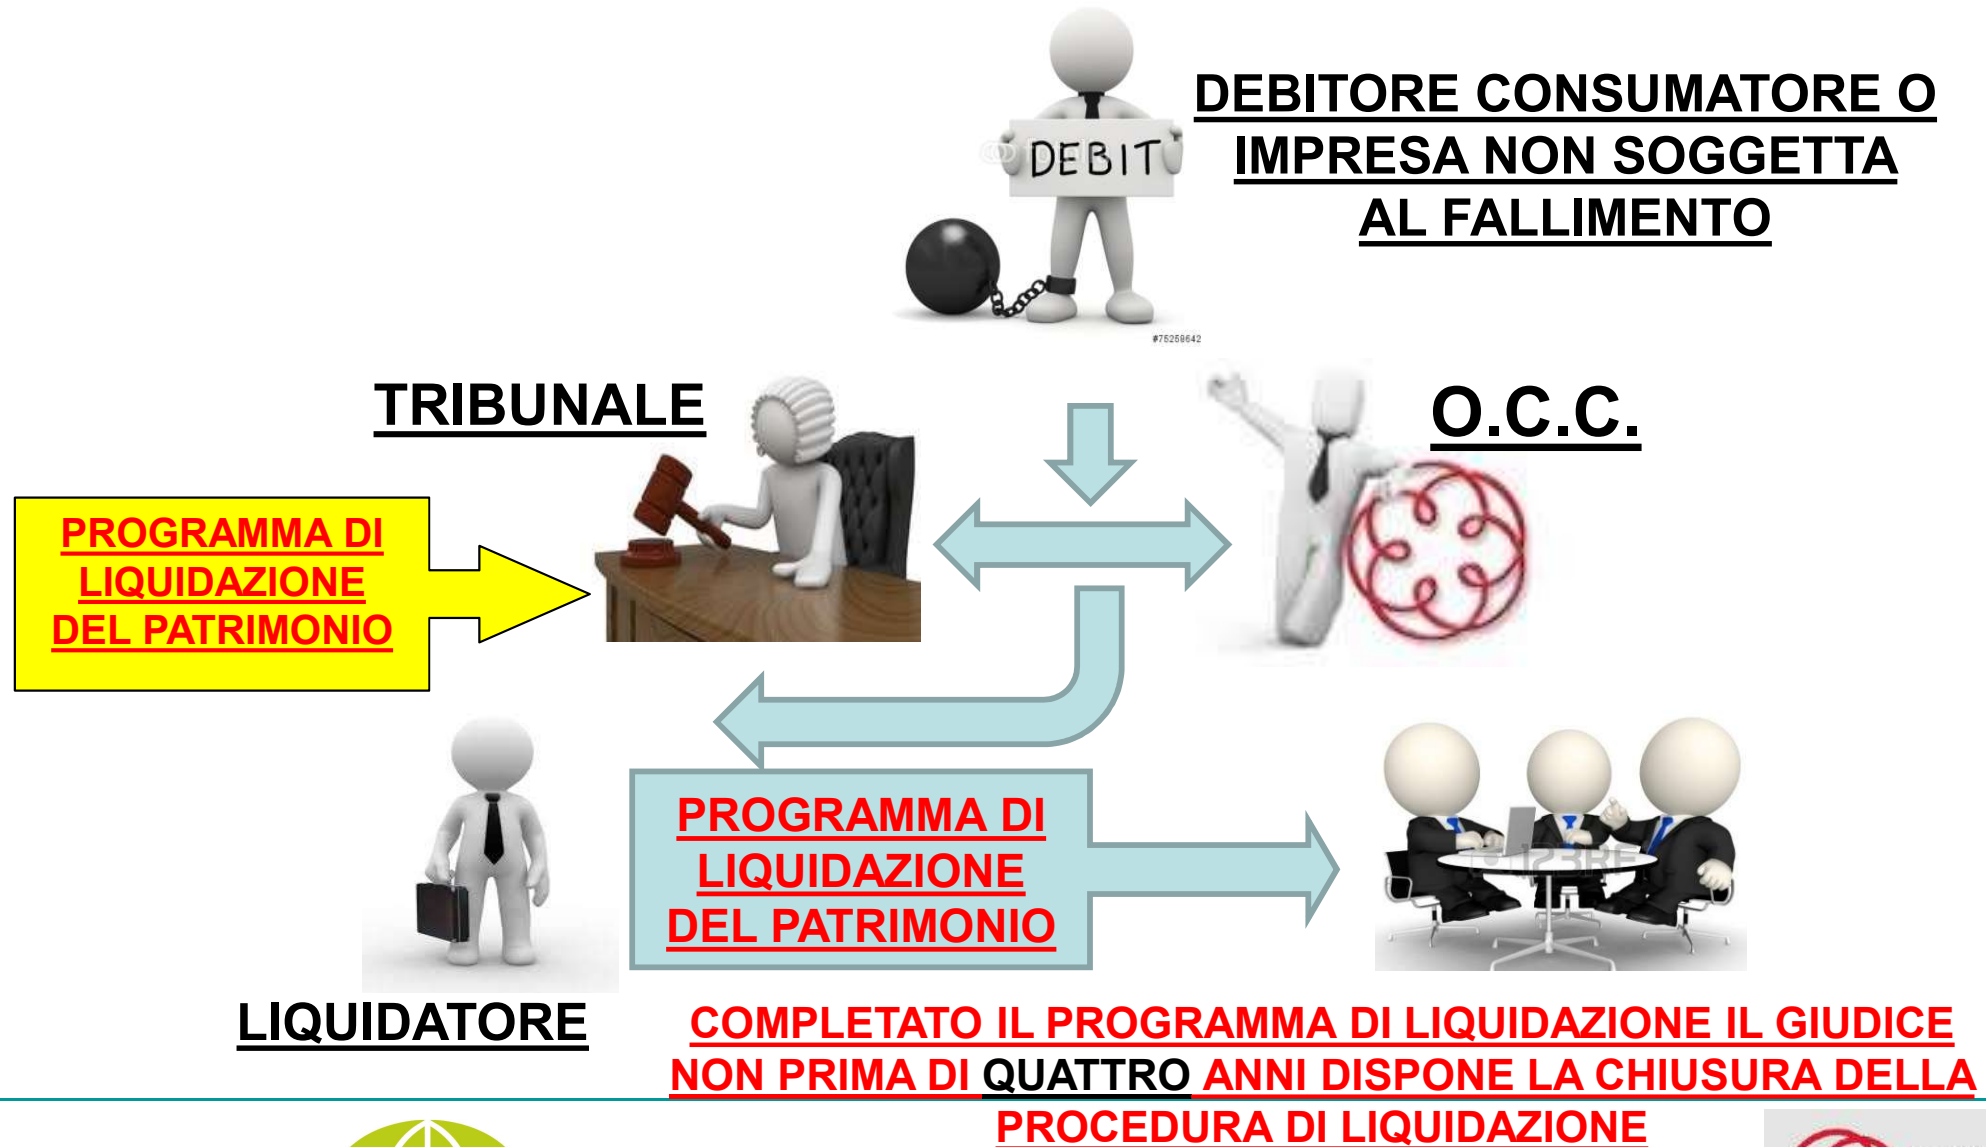 DEBITORE CONSUMATORE O
IMPRESA NON SOGGETTA
AL FALLIMENTO
DEBIT
#75258642
TRIBUNALE
O.C.C.
PROGRAMMA DI
LIQUIDAZIONE
DEL PATRIMONIO
PROGRAMMA DI
LIQUIDAZIONE
DEL PATRIMONIO
123RF
LIQUIDATORE
COMPLETATO IL PROGRAMMA DI LIQUIDAZIONE IL GIUDICE
NON PRIMA DI QUATTRO ANNI DISPONE LA CHIUSURA DELLA
PROCEDURA DI LIQUIDAZIONE